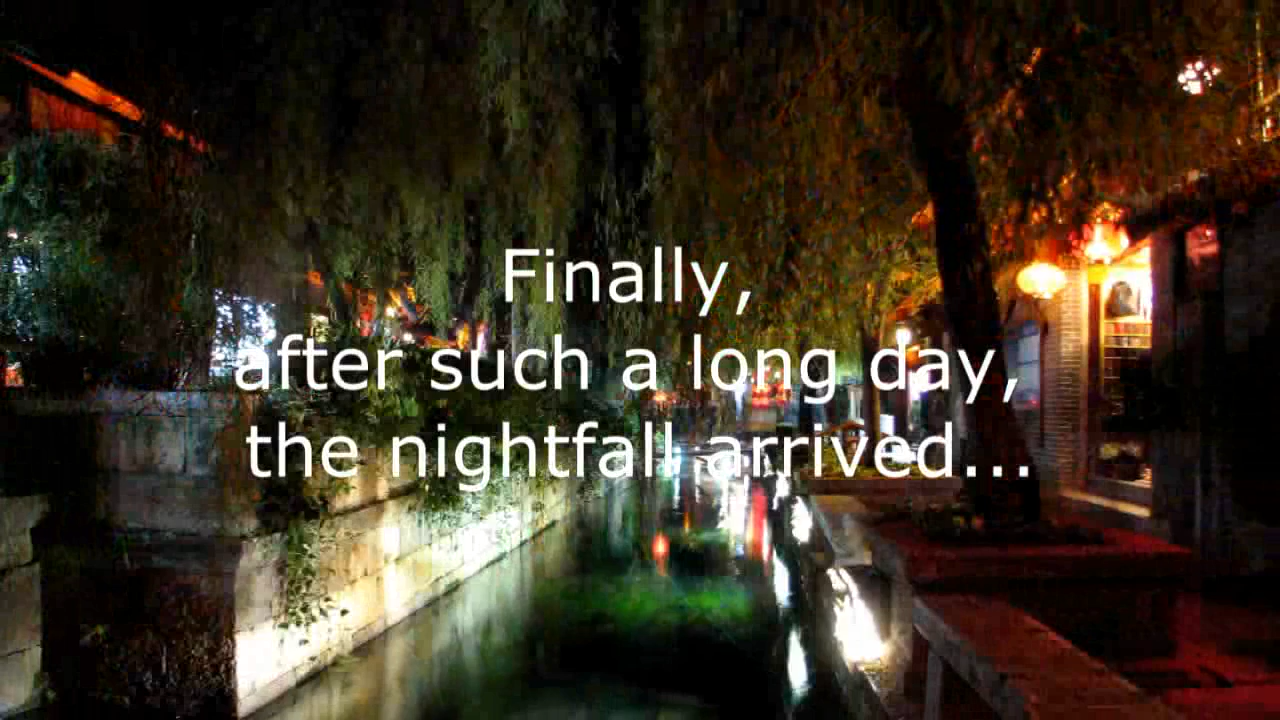 Finally,
after such a long day,
the nightfall arrived...